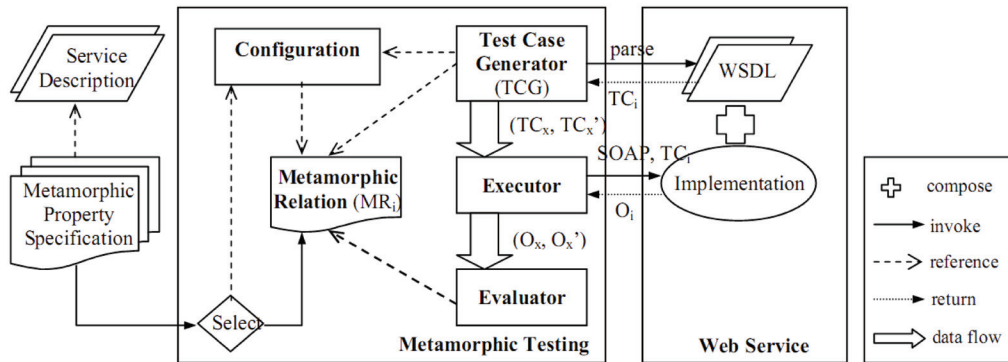 Service
Description
Metamorphic
Property
Specification
Configuration
Test Case
Generator
(TCG)
parse
TCi
WSDL
(TCx, TCx’)
Metamorphic
Relation (MRi)
Executor
SOAP, TCi
Oi
Implementation
(Ox, Ox’)
Evaluator
Select
Metamorphic Testing
Web Service
compose
invoke
reference
return
data flow